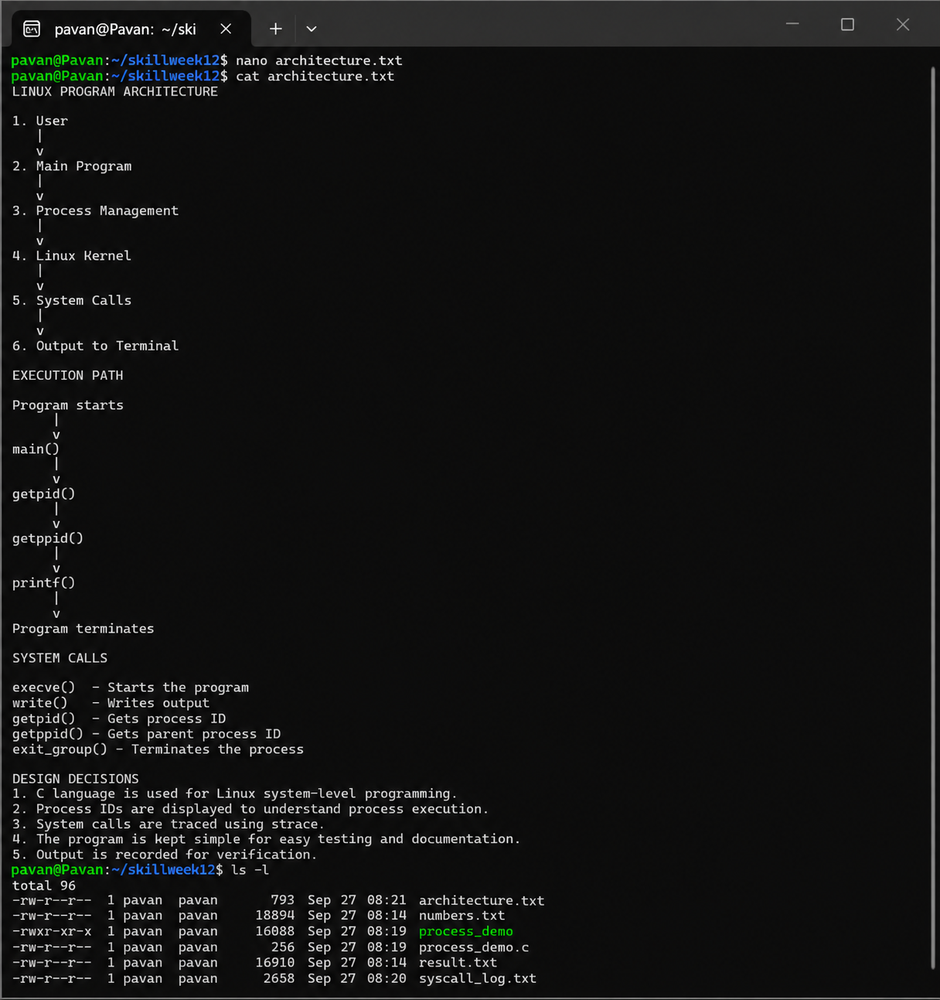 pavan@Pavan: ~/ski
pavan@Pavan:~/skillweek12$ nano architecture.txt
pavan@Pavan:~/skillweek12$ cat architecture.txt
LINUX PROGRAM ARCHITECTURE
1. User
|
v
2. Main Program
|
v
3. Process Management
|
v
4. Linux Kernel
|
v
5. System Calls
|
v
6. Output to Terminal
EXECUTION PATH
Program starts
|
v
main()
|
v
getpid()
|
v
getppid()
|
v
printf()
|
v
Program terminates
SYSTEM CALLS
execve()  - Starts the program
write()   - Writes output
getpid()  - Gets process ID
getppid() - Gets parent process ID
exit_group() - Terminates the process
DESIGN DECISIONS
1. C language is used for Linux system-level programming.
2. Process IDs are displayed to understand process execution.
3. System calls are traced using strace.
4. The program is kept simple for easy testing and documentation.
5. Output is recorded for verification.
pavan@Pavan:~/skillweek12$ ls -l
total 96
-rw-r--r--  1 pavan  pavan    793  Sep 27  08:21  architecture.txt
-rw-r--r--  1 pavan  pavan  18894  Sep 27  08:14  numbers.txt
-rwxr-xr-x  1 pavan  pavan  16088  Sep 27  08:19  process_demo
-rw-r--r--  1 pavan  pavan    256  Sep 27  08:19  process_demo.c
-rw-r--r--  1 pavan  pavan  16910  Sep 27  08:14  result.txt
-rw-r--r--  1 pavan  pavan   2658  Sep 27  08:20  syscall_log.txt